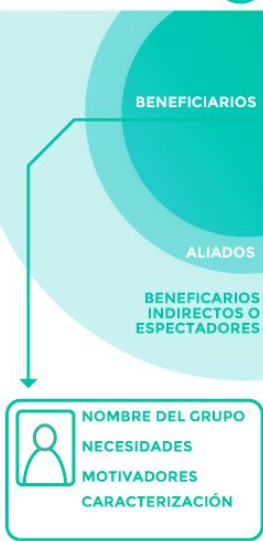 BENEFICIARIOS
ALIADOS
BENEFICARIOS
INDIRECTOS O
ESPECTADORES
NOMBRE DEL GRUPO
NECESIDADES
MOTIVADORES
CARACTERIZACIÓN